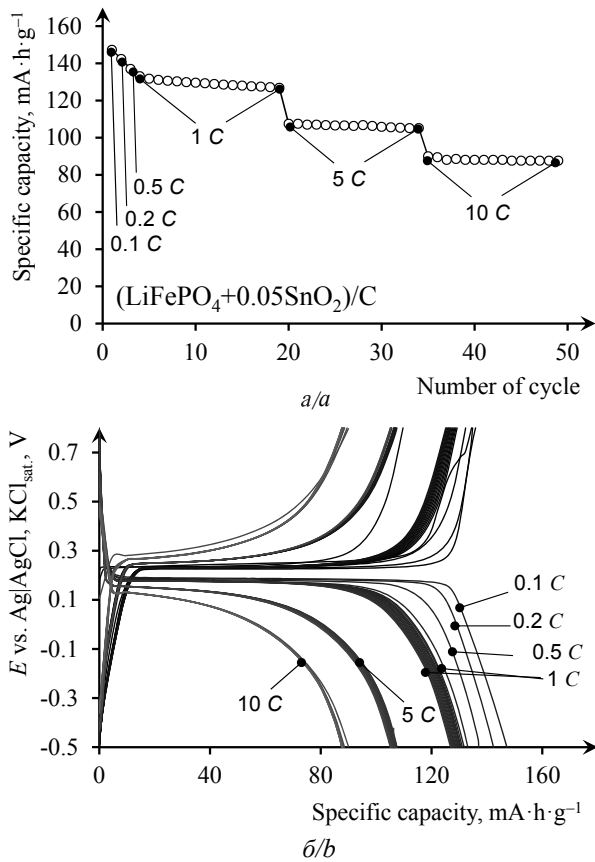 Specific capacity, mA·h·g⁻¹
160
140
120
100
80
60
40
20
0
1 C
5 C
10 C
0.5 C
0.2 C
0.1 C
(LiFePO₄+0.05SnO₂)/C
0 10 20 30 40 50
Number of cycle
a/a
E vs. Ag|AgCl, KCl sat., V
0.7
0.5
0.3
0.1
-0.1
-0.3
-0.5
0.1 C
0.2 C
0.5 C
1 C
10 C
5 C
0 40 80 120 160
Specific capacity, mA·h·g⁻¹
б/b